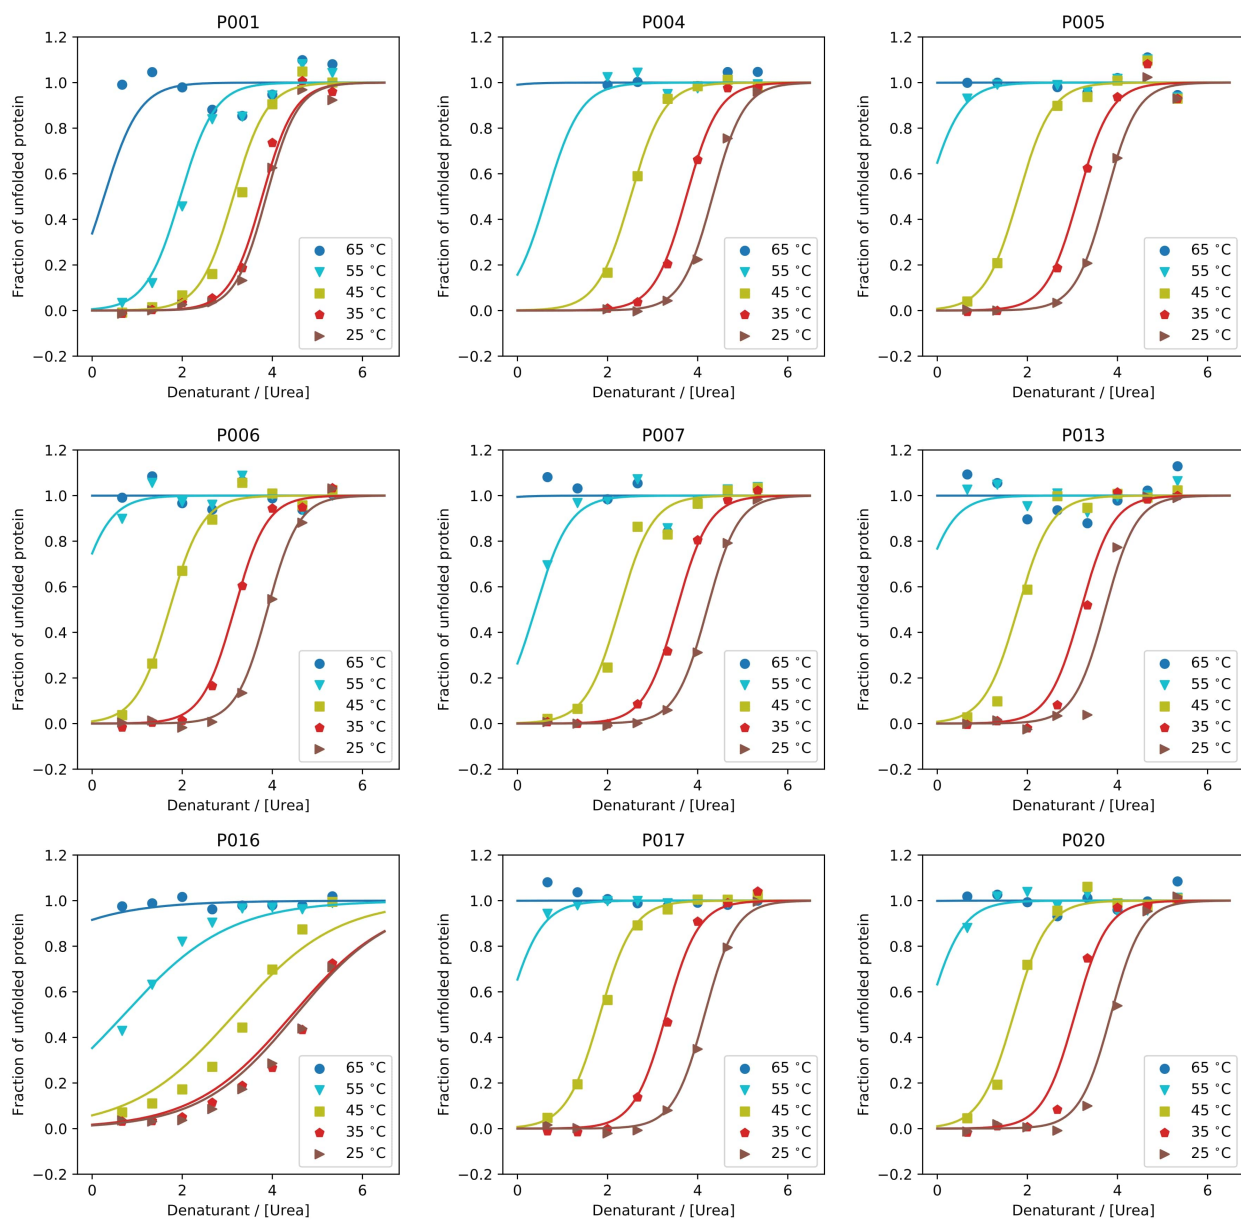 P001
1.2
1.0
0.8
0.6
0.4
0.2
0.0
−0.2
Fraction of unfolded protein
65 °C
55 °C
45 °C
35 °C
25 °C
0 2 4 6
Denaturant / [Urea]
P004
1.2
1.0
0.8
0.6
0.4
0.2
0.0
−0.2
Fraction of unfolded protein
65 °C
55 °C
45 °C
35 °C
25 °C
0 2 4 6
Denaturant / [Urea]
P005
1.2
1.0
0.8
0.6
0.4
0.2
0.0
−0.2
Fraction of unfolded protein
65 °C
55 °C
45 °C
35 °C
25 °C
0 2 4 6
Denaturant / [Urea]
P006
1.2
1.0
0.8
0.6
0.4
0.2
0.0
−0.2
Fraction of unfolded protein
65 °C
55 °C
45 °C
35 °C
25 °C
0 2 4 6
Denaturant / [Urea]
P007
1.2
1.0
0.8
0.6
0.4
0.2
0.0
−0.2
Fraction of unfolded protein
65 °C
55 °C
45 °C
35 °C
25 °C
0 2 4 6
Denaturant / [Urea]
P013
1.2
1.0
0.8
0.6
0.4
0.2
0.0
−0.2
Fraction of unfolded protein
65 °C
55 °C
45 °C
35 °C
25 °C
0 2 4 6
Denaturant / [Urea]
P016
1.2
1.0
0.8
0.6
0.4
0.2
0.0
−0.2
Fraction of unfolded protein
65 °C
55 °C
45 °C
35 °C
25 °C
0 2 4 6
Denaturant / [Urea]
P017
1.2
1.0
0.8
0.6
0.4
0.2
0.0
−0.2
Fraction of unfolded protein
65 °C
55 °C
45 °C
35 °C
25 °C
0 2 4 6
Denaturant / [Urea]
P020
1.2
1.0
0.8
0.6
0.4
0.2
0.0
−0.2
Fraction of unfolded protein
65 °C
55 °C
45 °C
35 °C
25 °C
0 2 4 6
Denaturant / [Urea]